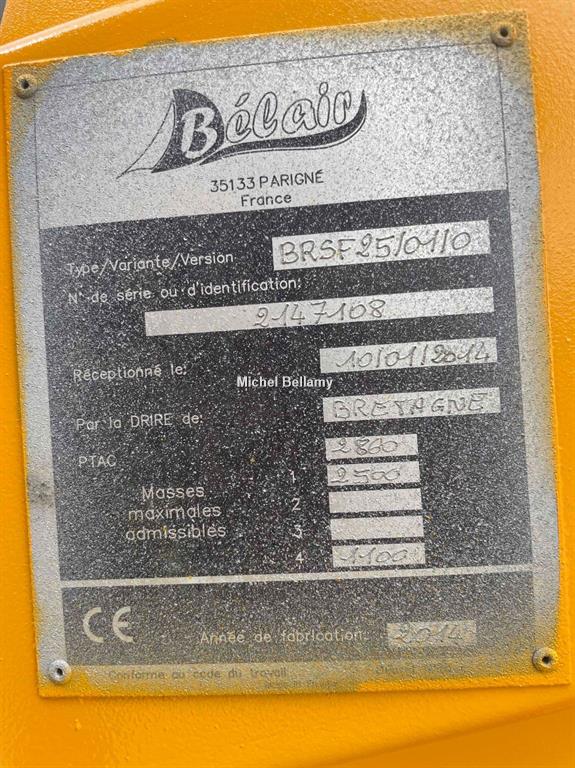 Bélair
35133 PARIGNÉ
France
Type/Variante/Version BRSF25/01/0
N° de série ou d'identification:
2147108
Réceptionné le: 10/01/2014
Michel Bellamy
Par la DRIRE de: BRETAGNE
PTAC 2860
1 2500
Masses
maximales
admissibles
2
3
4 1100
CE Année de fabrication: 2014
Conforme au code du travail